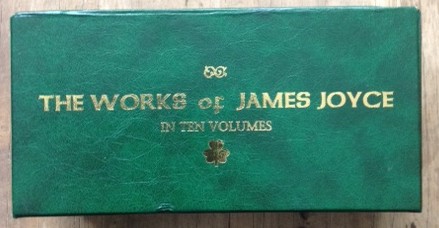 THE WORKS of JAMES JOYCE
IN TEN VOLUMES